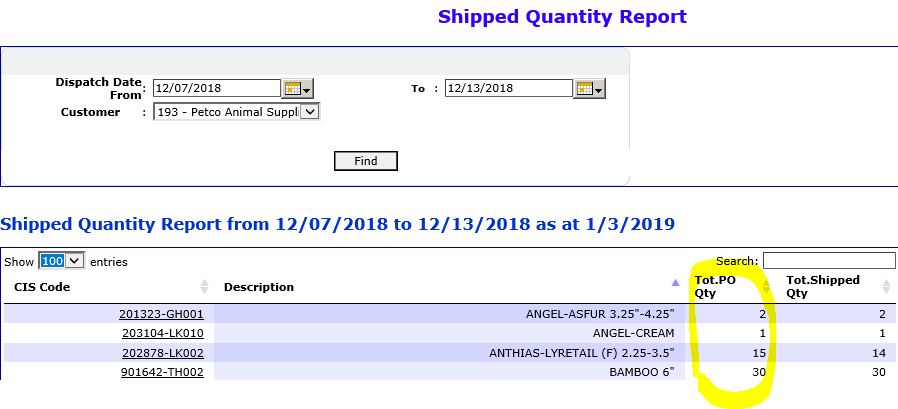 Shipped Quantity Report
Dispatch Date From : 12/07/2018 To : 12/13/2018
Customer : 193 - Petco Animal Suppli
Find
Shipped Quantity Report from 12/07/2018 to 12/13/2018 as at 1/3/2019
Show 100 entries Search:
CIS Code Description Tot.PO Qty Tot.Shipped Qty
201323-GH001 ANGEL-ASFUR 3.25"-4.25" 2 2
203104-LK010 ANGEL-CREAM 1 1
202878-LK002 ANTHIAS-LYRETAIL (F) 2.25-3.5" 15 14
901642-TH002 BAMBOO 6" 30 30